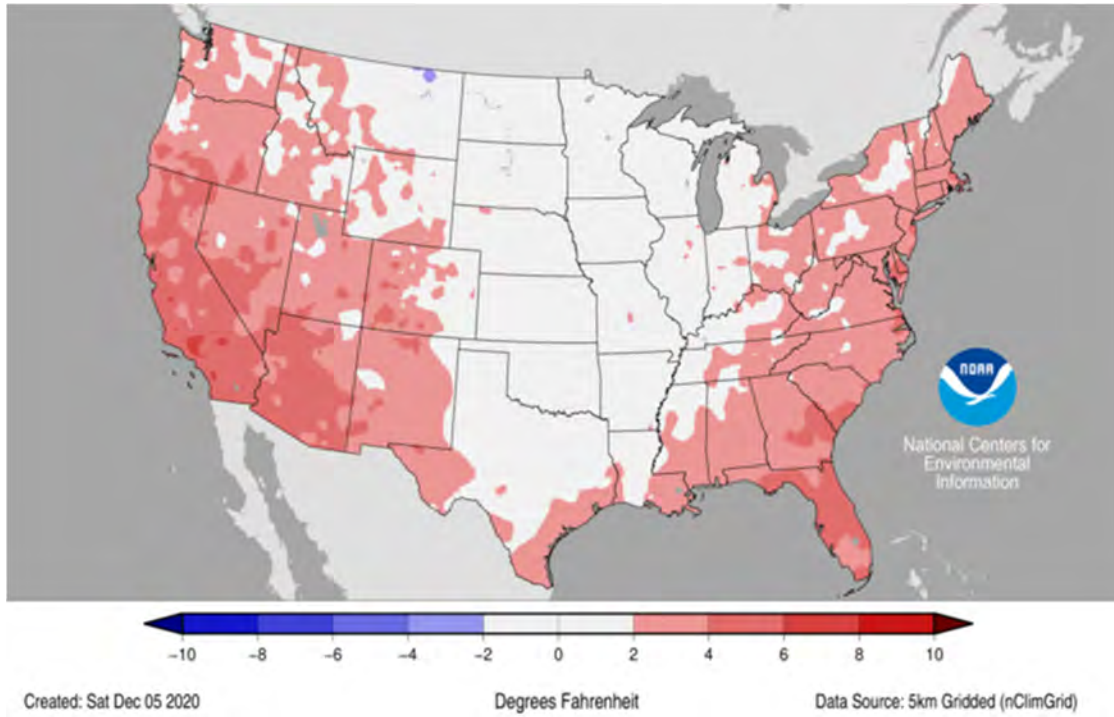 NOAA
National Centers for
Environmental
Information
-10 -8 -6 -4 -2 0 2 4 6 8 10
Created: Sat Dec 05 2020 Degrees Fahrenheit Data Source: 5km Gridded (nClimGrid)